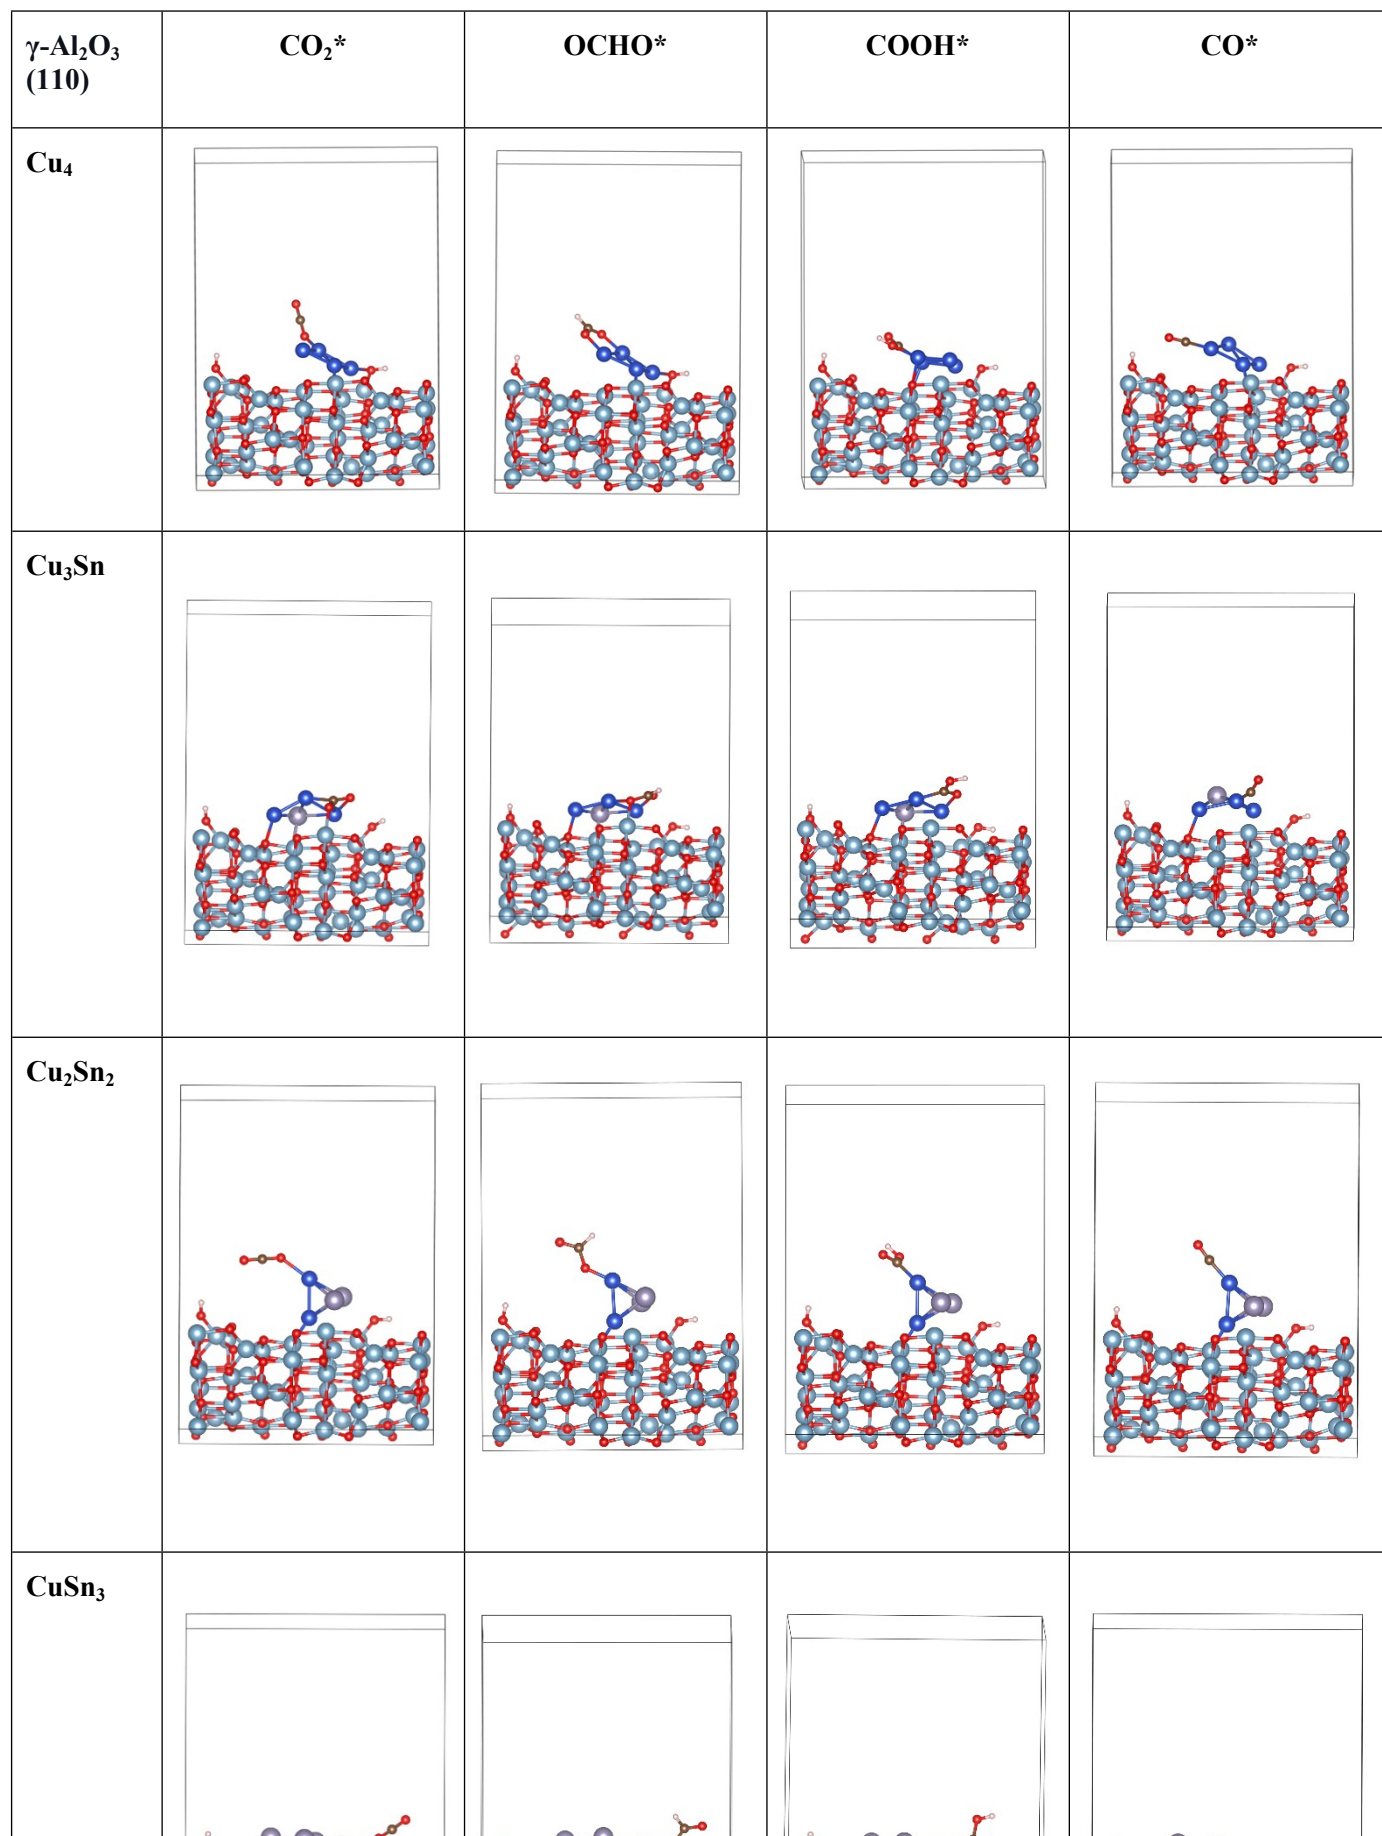 γ-Al₂O₃ CO₂* OCHO* COOH* CO*
(110)
Cu₄
Cu₃Sn
Cu₂Sn₂
CuSn₃